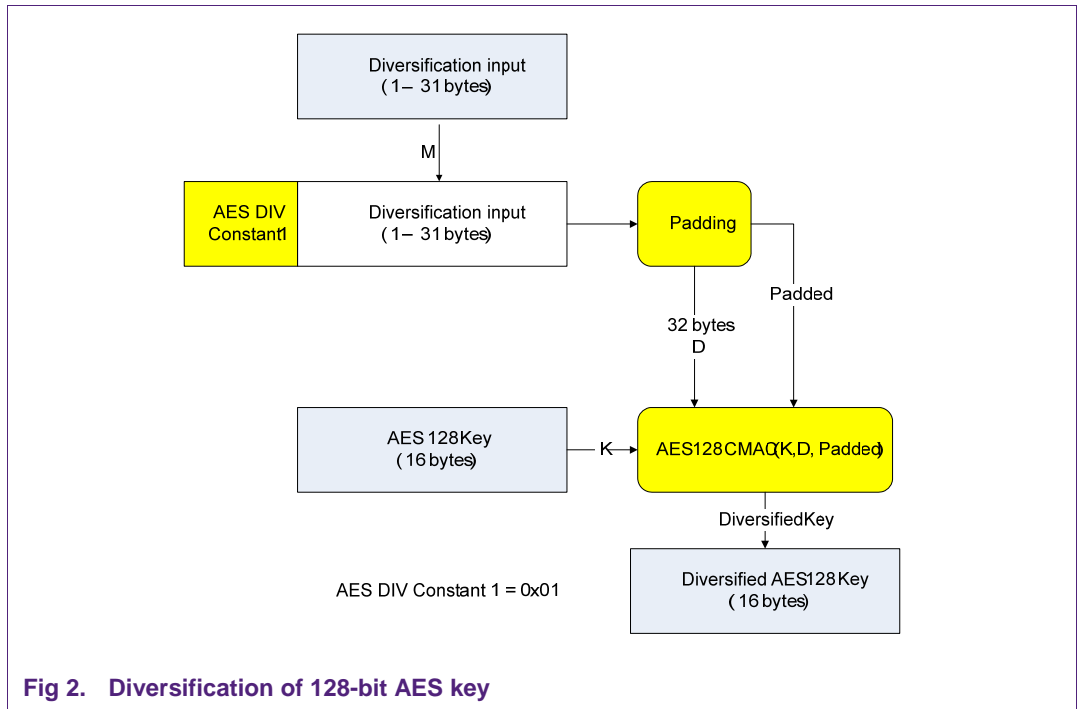 Diversification input
( 1– 31 bytes)
M
AES DIV
Constant1
Diversification input
( 1– 31 bytes)
Padding
Padded
32 bytes
D
AES 128 Key
( 16 bytes)
K
AES128CMAC(K,D, Padded)
DiversifiedKey
AES DIV Constant 1 = 0x01
Diversified AES128Key
( 16 bytes)
Fig 2. Diversification of 128-bit AES key